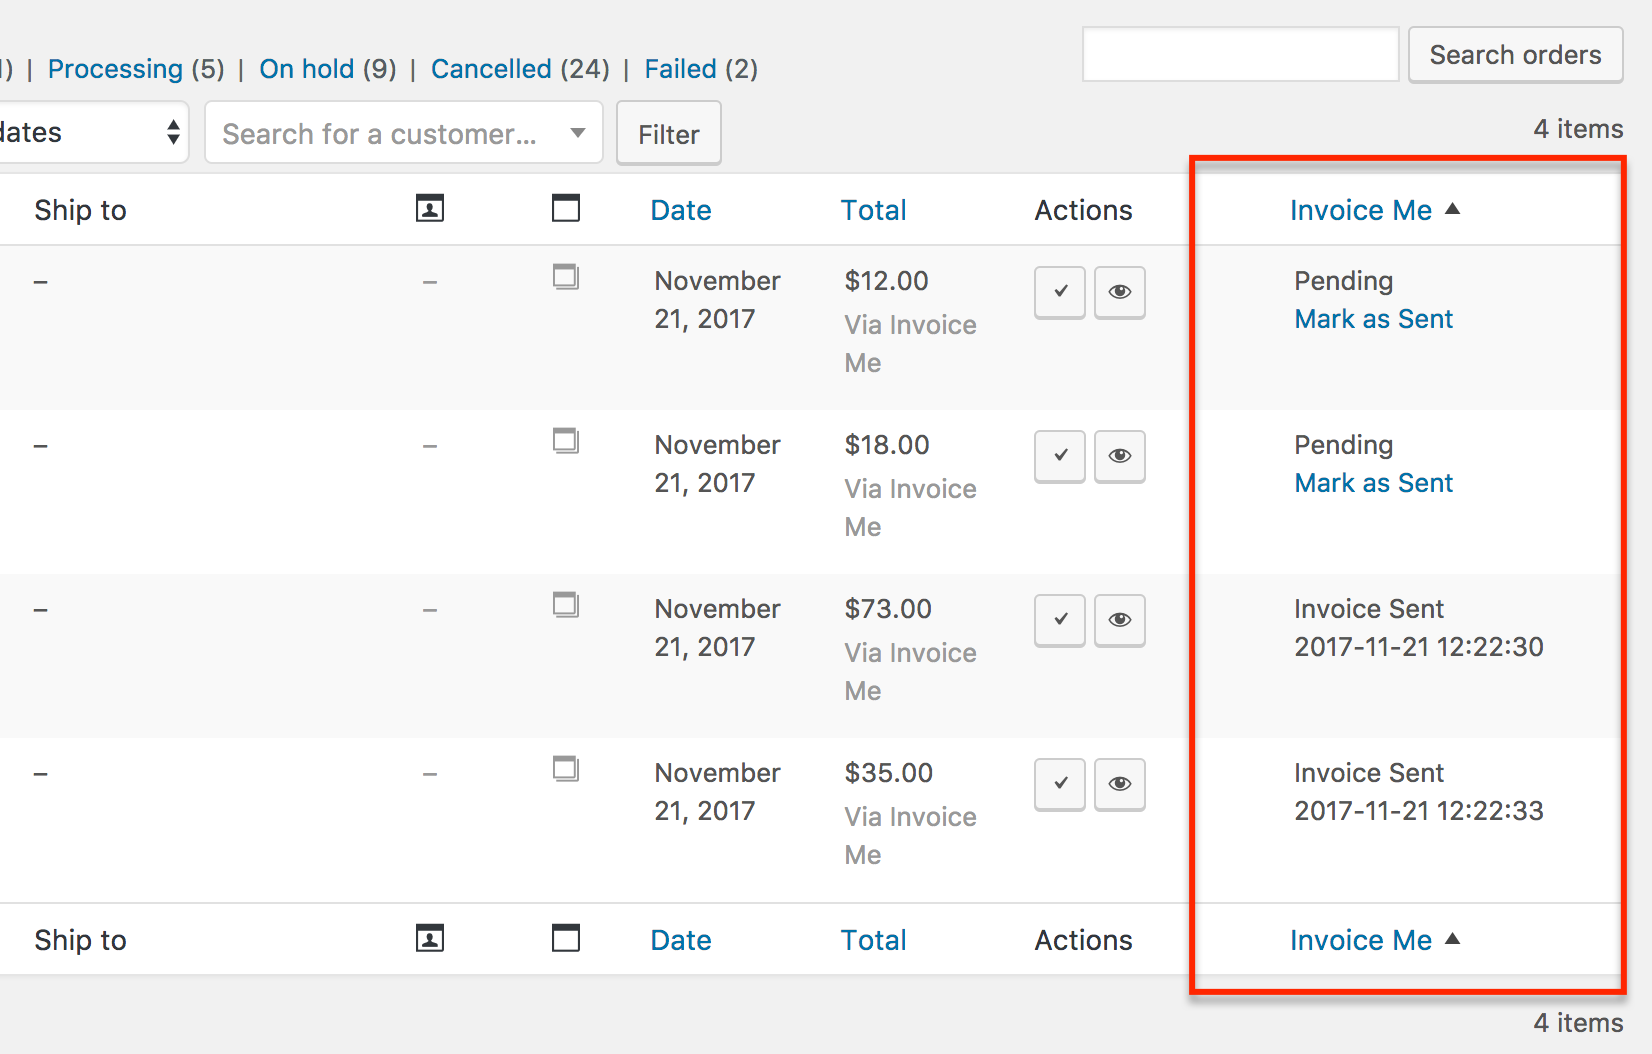 ) | Processing (5) | On hold (9) | Cancelled (24) | Failed (2)
Search orders
dates
Search for a customer...
Filter
4 items
Ship to Date Total Actions Invoice Me
– – November $12.00 Pending
21, 2017 Via Invoice Mark as Sent
Me
– – November $18.00 Pending
21, 2017 Via Invoice Mark as Sent
Me
– – November $73.00 Invoice Sent
21, 2017 Via Invoice 2017-11-21 12:22:30
Me
– – November $35.00 Invoice Sent
21, 2017 Via Invoice 2017-11-21 12:22:33
Me
Ship to Date Total Actions Invoice Me
4 items